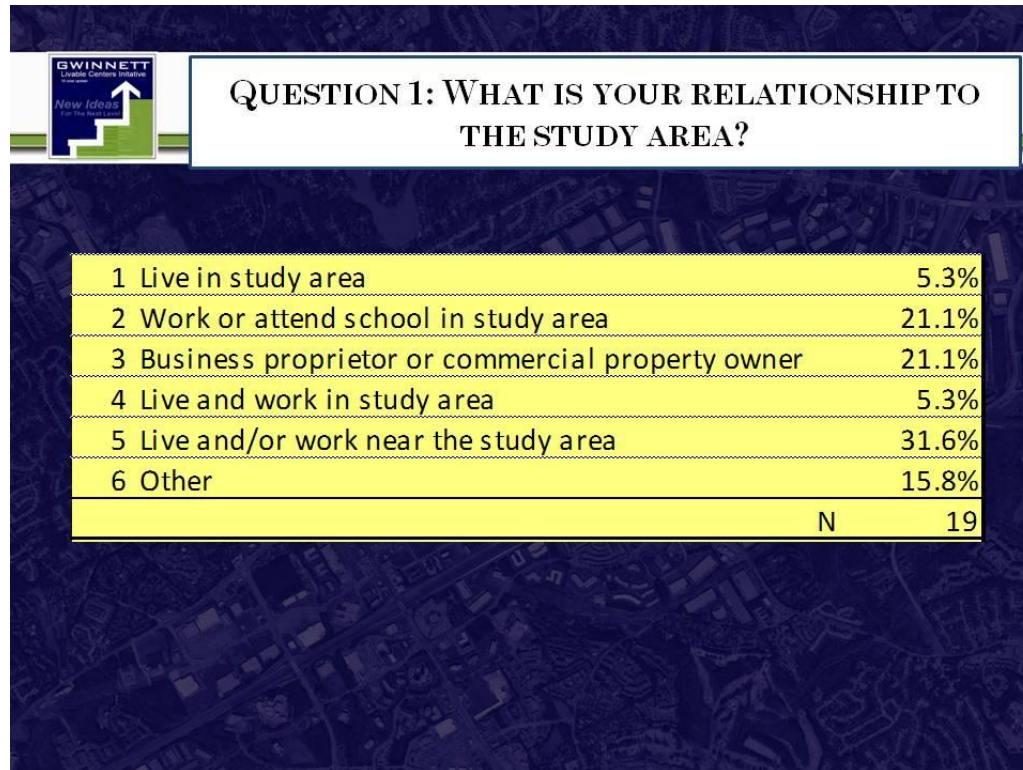 GWINNETT
Livable Centers Initiative
10 year update
New Ideas
For The Next Level
QUESTION 1: WHAT IS YOUR RELATIONSHIP TO
THE STUDY AREA?
1 Live in study area 5.3%
2 Work or attend school in study area 21.1%
3 Business proprietor or commercial property owner 21.1%
4 Live and work in study area 5.3%
5 Live and/or work near the study area 31.6%
6 Other 15.8%
N 19